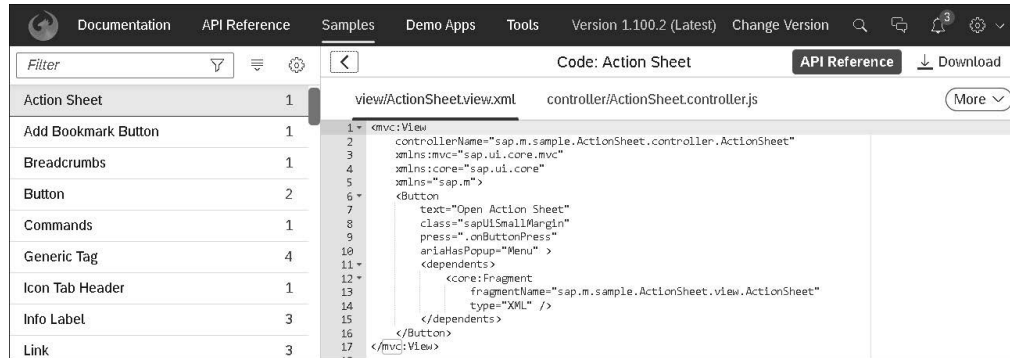 Documentation API Reference Samples Demo Apps Tools Version 1.100.2 (Latest) Change Version 3
Filter
Code: Action Sheet API Reference Download
Action Sheet 1
Add Bookmark Button 1
Breadcrumbs 1
Button 2
Commands 1
Generic Tag 4
Icon Tab Header 1
Info Label 3
Link 3
view/ActionSheet.view.xml controller/ActionSheet.controller.js More
1 <mvc:View
2 controllerName="sap.m.sample.ActionSheet.controller.ActionSheet"
3 xmlns:mvc="sap.ui.core.mvc"
4 xmlns:core="sap.ui.core"
5 xmlns="sap.m">
6 <Button
7 text="Open Action Sheet"
8 class="sapUiSmallMargin"
9 press=".onButtonPress"
10 ariaHasPopup="Menu" >
11 <dependents>
12 <core:Fragment
13 fragmentName="sap.m.sample.ActionSheet.view.ActionSheet"
14 type="XML" />
15 </dependents>
16 </Button>
17 </mvc:View>